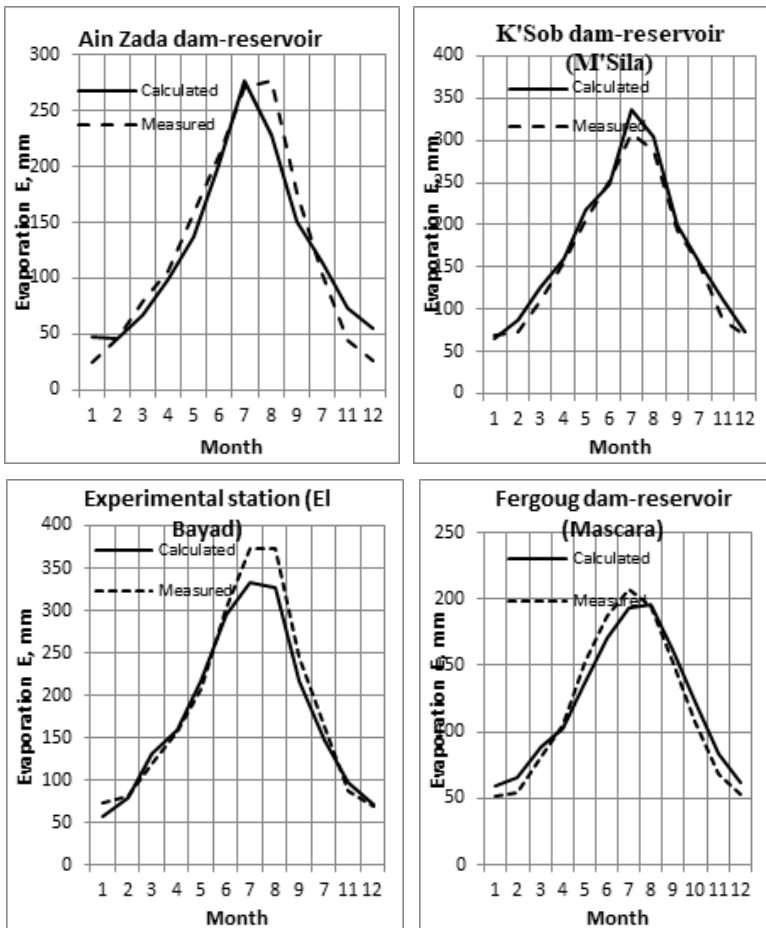 Ain Zada dam-reservoir
300
250
200
150
100
50
0
Evaporation E, mm
Calculated
Measured
1 2 3 4 5 6 7 8 9 7 11 12
Month
K'Sob dam-reservoir
(M'Sila)
400
350
300
250
200
150
100
50
0
Evaporation E, mm
Calculated
Measured
1 2 3 4 5 6 7 8 9 7 11 12
Month
Experimental station (El
Bayad)
400
350
300
250
200
150
100
50
0
Evaporation E, mm
Calculated
Measured
1 2 3 4 5 6 7 8 9 7 11 12
Month
Fergoug dam-reservoir
(Mascara)
250
200
150
100
50
0
Evaporation E, mm
Calculated
Measured
1 2 3 4 5 6 7 8 9 10 11 12
Month